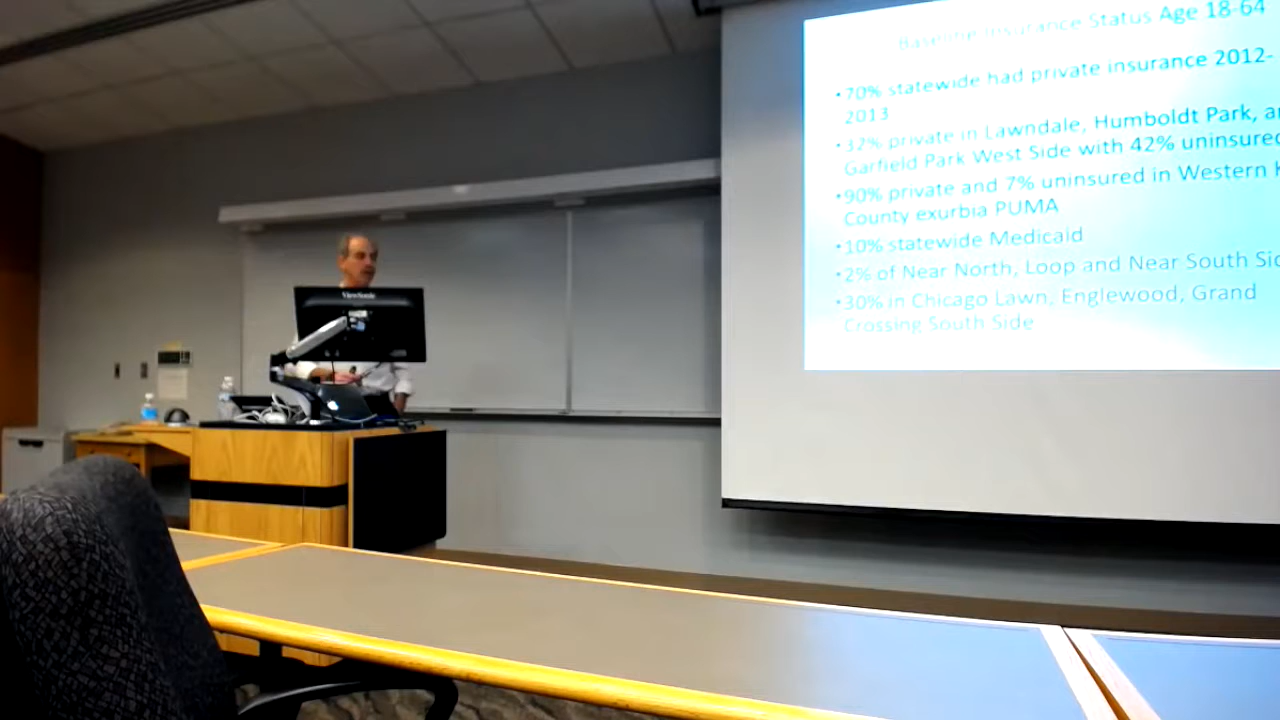 Baseline Insurance Status Age 18-64
•70% statewide had private insurance 2012-
2013
•32% private in Lawndale, Humboldt Park,
Garfield Park West Side with 42% uninsured
•90% private and 7% uninsured in Western
County exurbia PUMA
•10% statewide Medicaid
•2% of Near North, Loop and Near South
•30% in Chicago Lawn, Englewood, Grand
Crossing South Side
ViewSonic